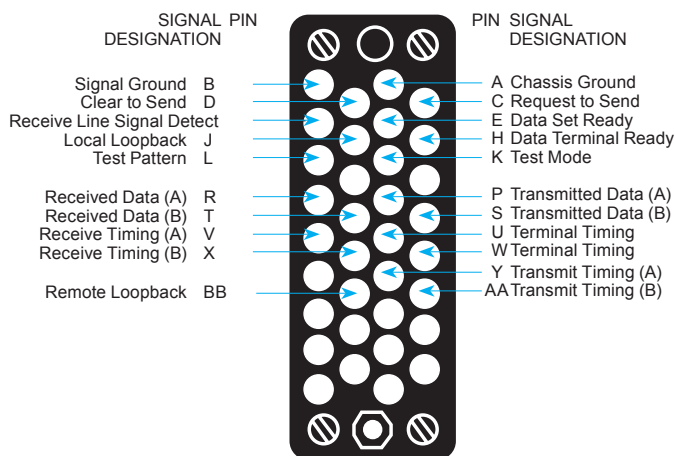 SIGNAL PIN
DESIGNATION
Signal Ground B
Clear to Send D
Receive Line Signal Detect
Local Loopback J
Test Pattern L
Received Data (A) R
Received Data (B) T
Receive Timing (A) V
Receive Timing (B) X
Remote Loopback BB
PIN SIGNAL
DESIGNATION
A Chassis Ground
C Request to Send
E Data Set Ready
H Data Terminal Ready
K Test Mode
P Transmitted Data (A)
S Transmitted Data (B)
U Terminal Timing
W Terminal Timing
Y Transmit Timing (A)
AA Transmit Timing (B)